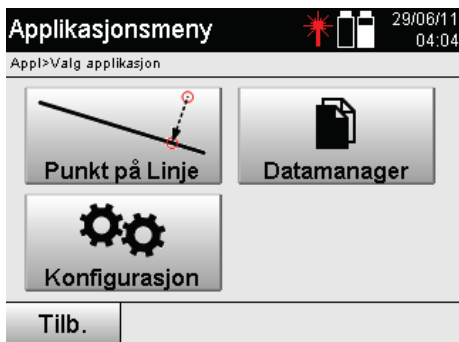 Applikasjonsmeny
29/06/11
04:04
Appl>Valg applikasjon
Punkt på Linje
Datamanager
Konfigurasjon
Tilb.